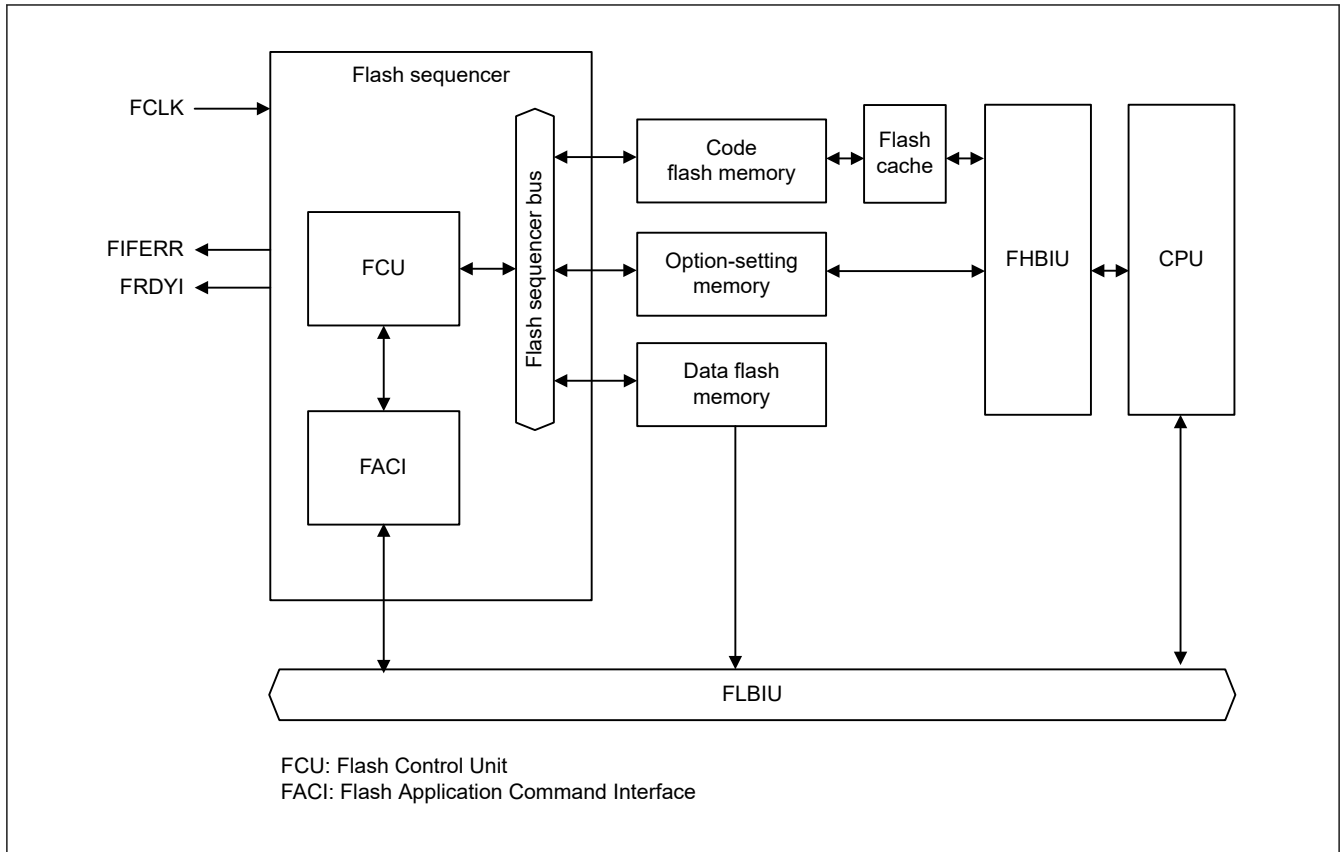 Flash sequencer
FCLK
FIFERR
FRDYI
FCU
FACI
Flash sequencer bus
Code
flash memory
Flash
cache
Option-setting
memory
Data flash
memory
FHBIU
CPU
FLBIU
FCU: Flash Control Unit
FACI: Flash Application Command Interface